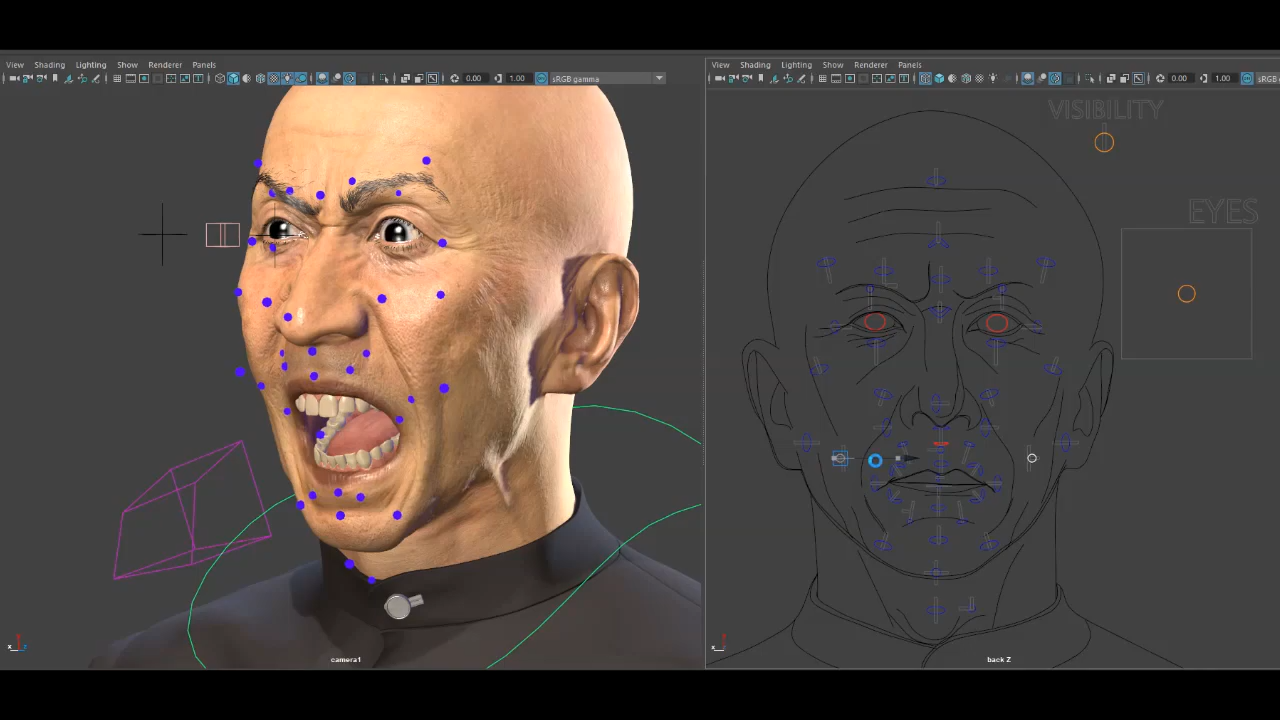 View Shading Lighting Show Renderer Panels
0.00 1.00 sRGB gamma
camera1
x z
View Shading Lighting Show Renderer Panels
0.00 1.00 sRG
VISIBILITY
EYES
back Z
x